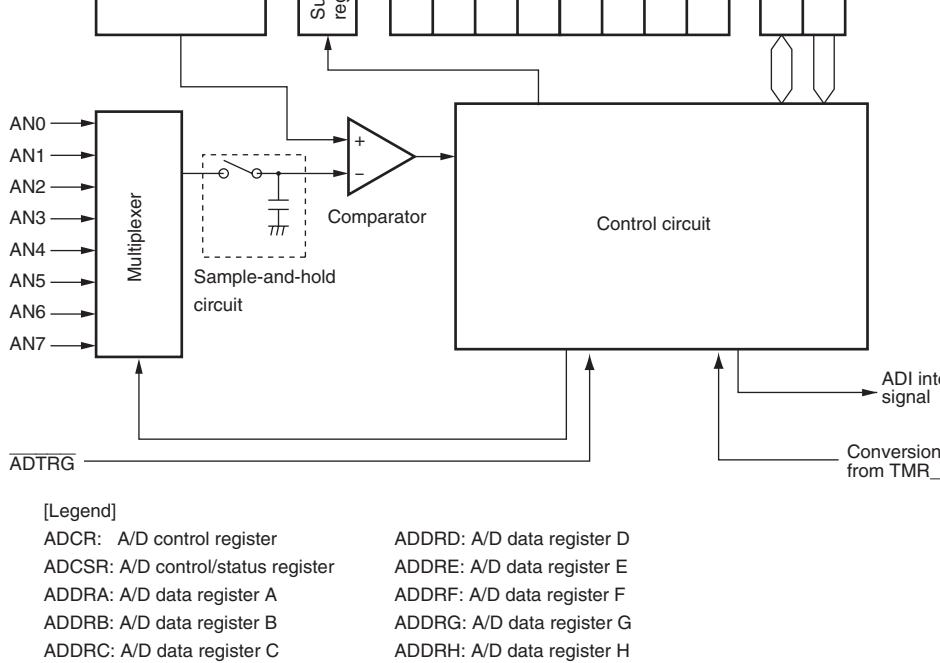 AN0
AN1
AN2
AN3
AN4
AN5
AN6
AN7
Multiplexer
Sample-and-hold
circuit
+
−
Comparator
Control circuit
ADI
signal
Conversion
from TMR_
ADTRG
[Legend]
ADCR: A/D control register
ADCSR: A/D control/status register
ADDRA: A/D data register A
ADDRB: A/D data register B
ADDRC: A/D data register C
ADDRD: A/D data register D
ADDRE: A/D data register E
ADDRF: A/D data register F
ADDRG: A/D data register G
ADDRH: A/D data register H